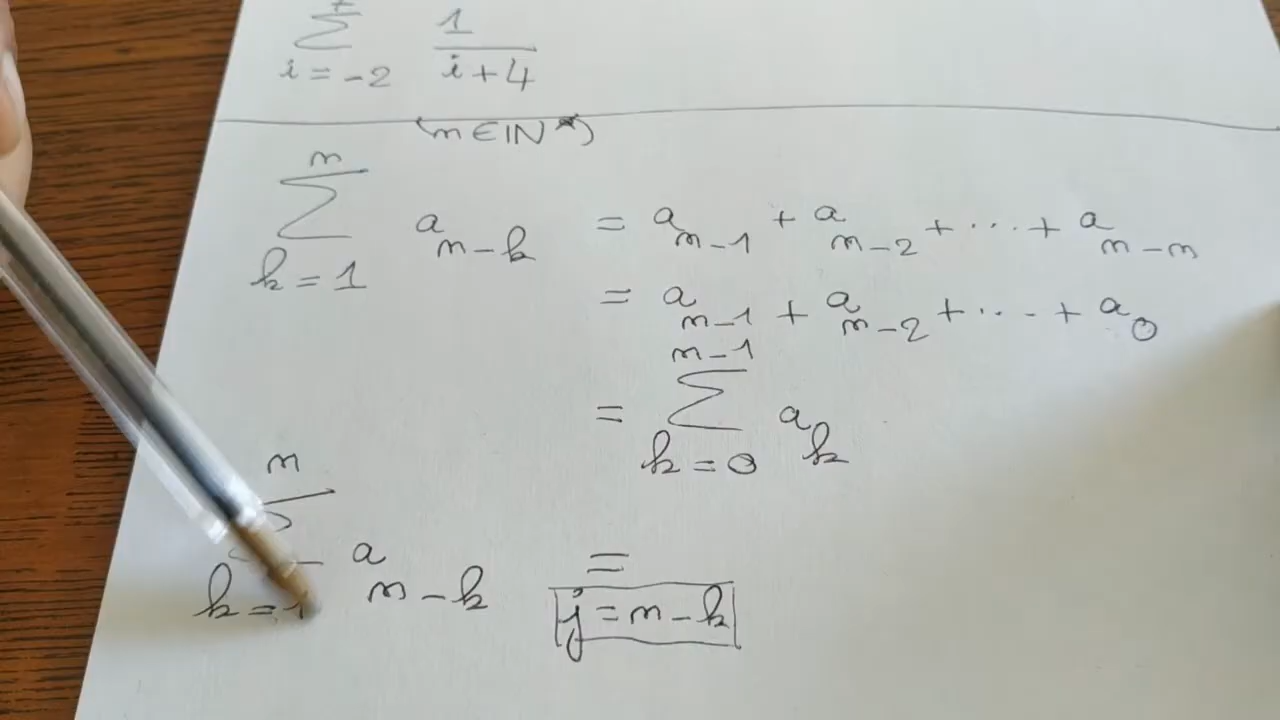 ∑ i=-2 1/(i+4)
(n∈ℕ*)
∑ n k=1 a_{n-k} = a_{n-1} + a_{n-2} + ... + a_{n-n}
= a_{n-1} + a_{n-2} + ... + a_0
= ∑ n-1 k=0 a_k
∑ n k=1 a_{n-k} =
j=n-k